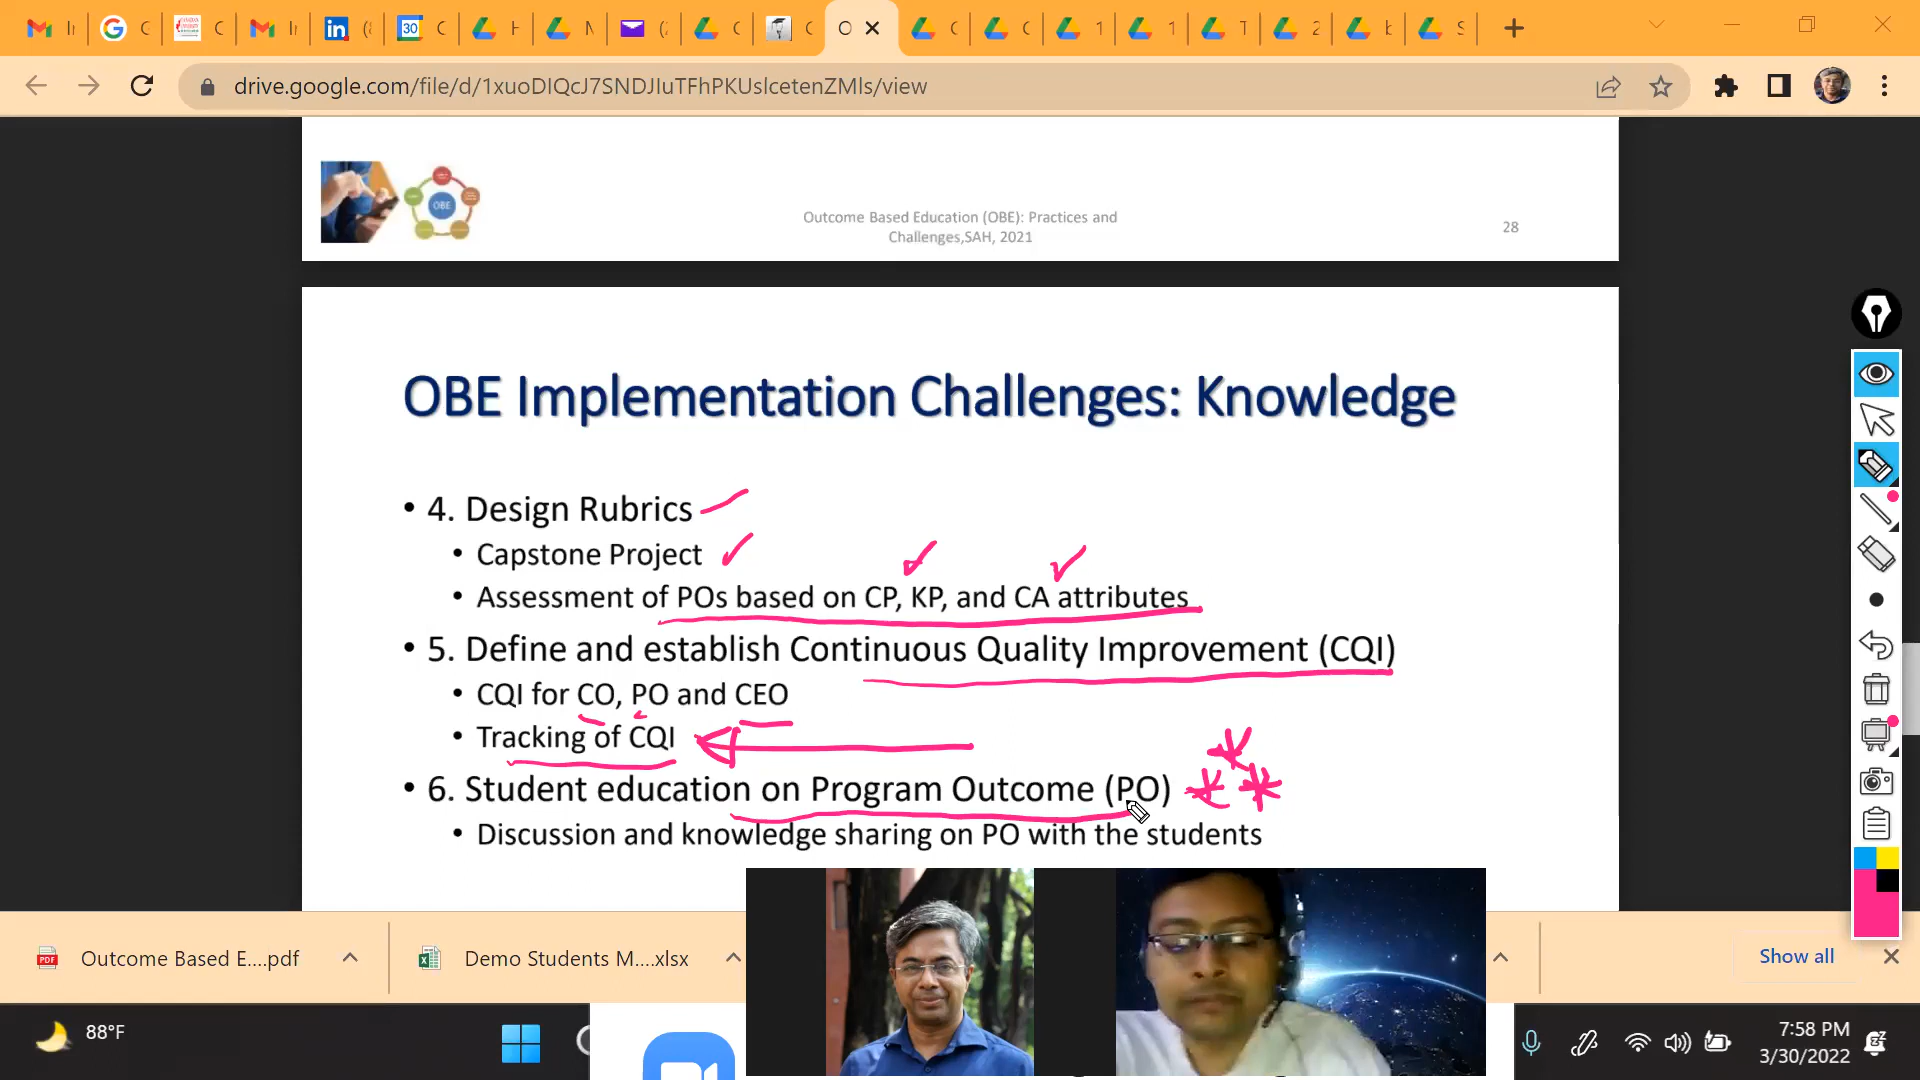 drive.google.com/file/d/1xuoDIQcJ7SNDJIuTFhPKUslcetenZMls/view
OBE
Outcome Based Education (OBE): Practices and
Challenges,SAH, 2021
28
OBE Implementation Challenges: Knowledge
• 4. Design Rubrics
• Capstone Project
• Assessment of POs based on CP, KP, and CA attributes
• 5. Define and establish Continuous Quality Improvement (CQI)
• CQI for CO, PO and CEO
• Tracking of CQI
• 6. Student education on Program Outcome (PO)
• Discussion and knowledge sharing on PO with the students
Outcome Based E....pdf
Demo Students M....xlsx
Show all
88°F
7:58 PM
3/30/2022